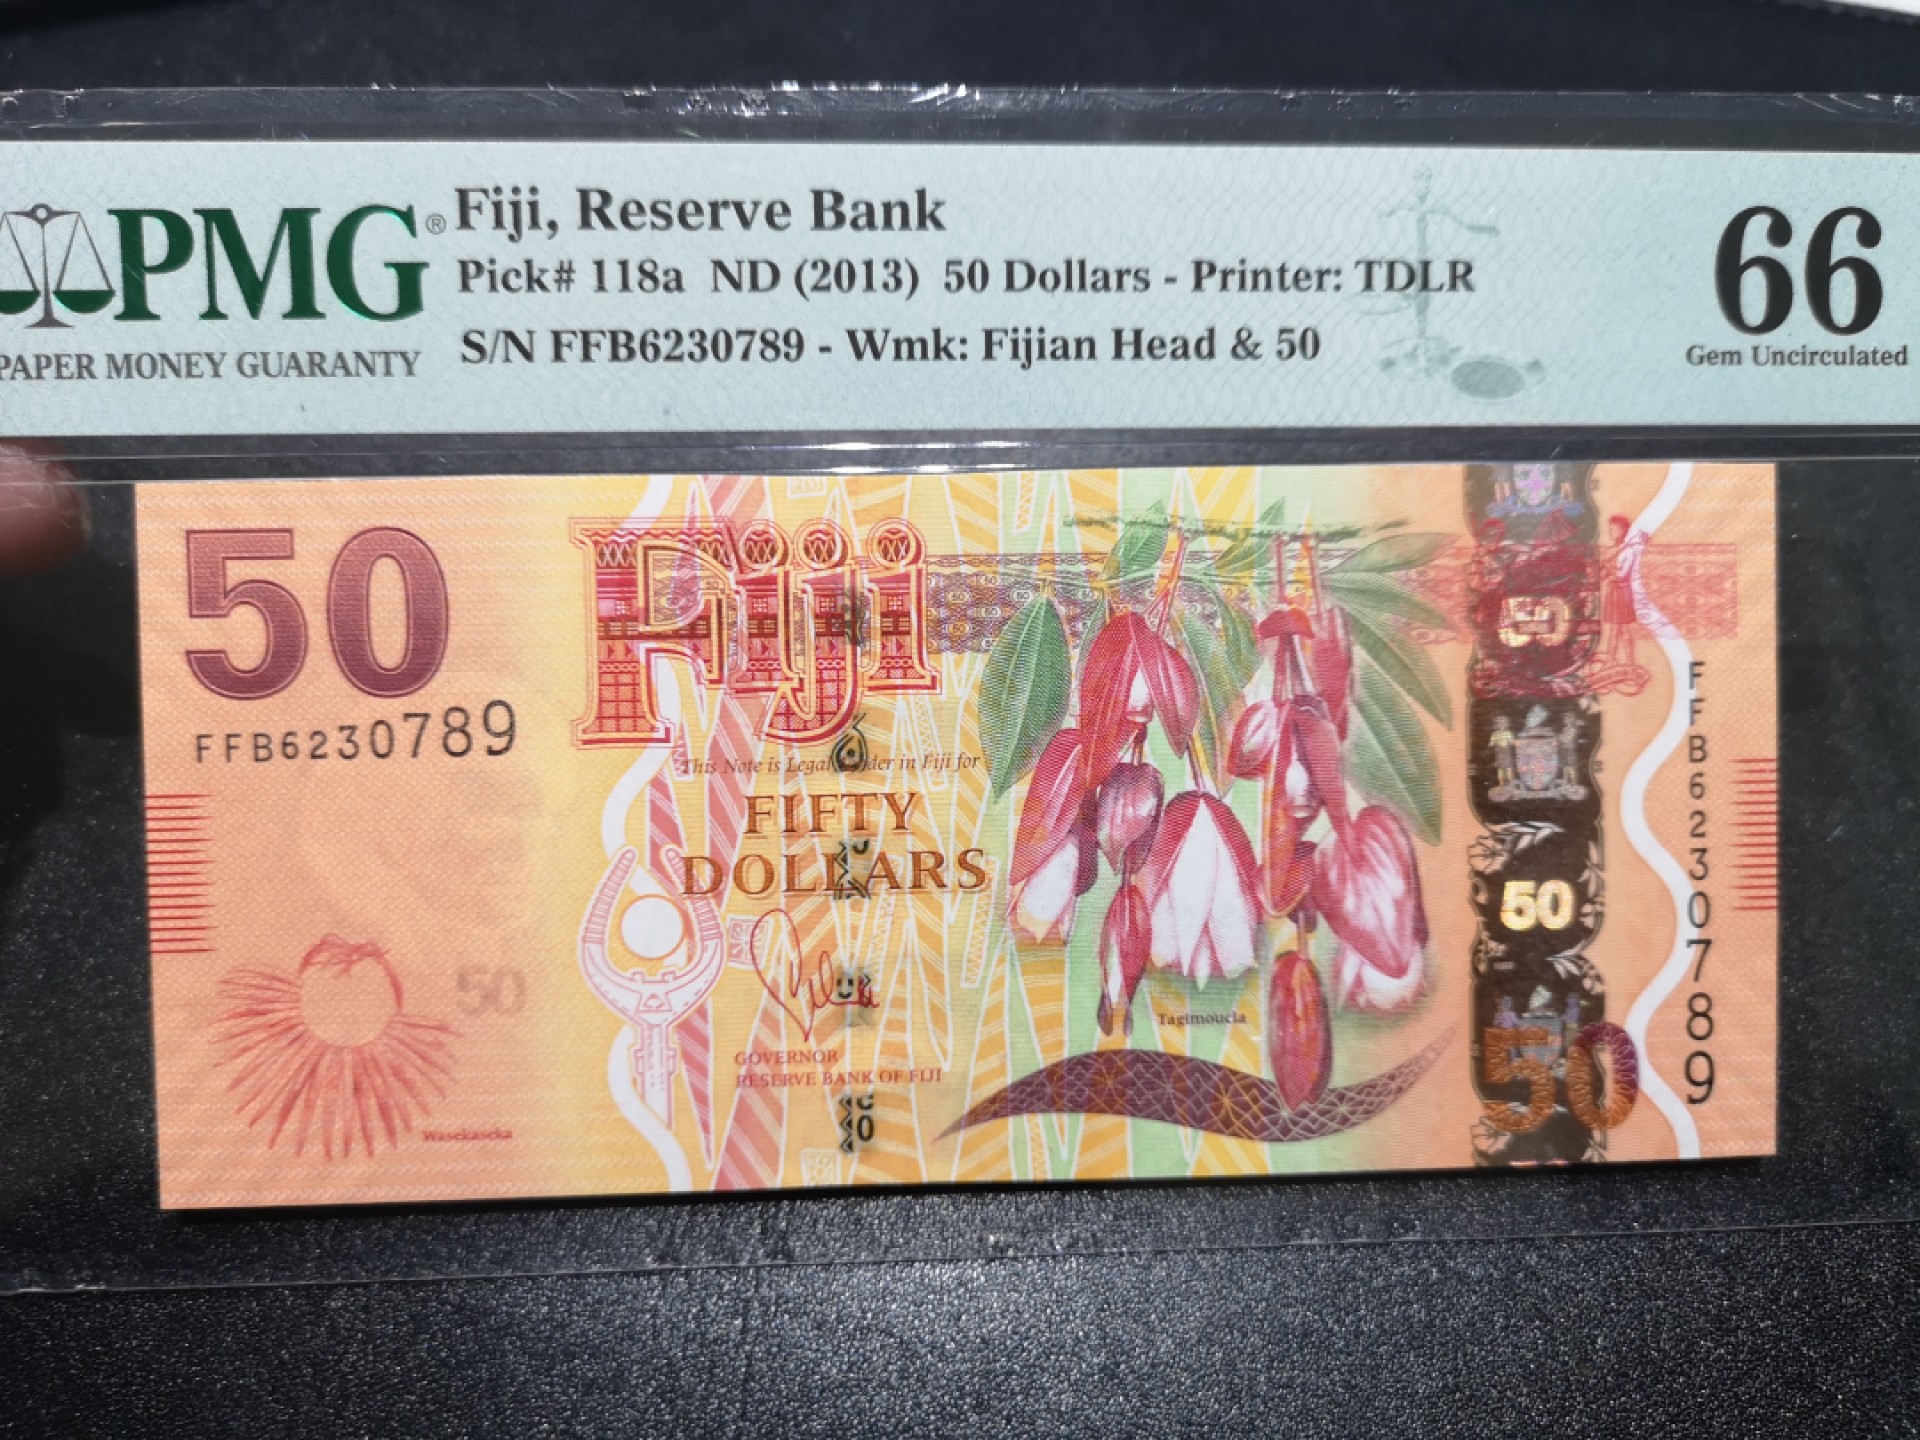 PMG®
PAPER MONEY GUARANTY
Fiji, Reserve Bank
Pick# 118a ND (2013) 50 Dollars - Printer: TDLR
S/N FFB6230789 - Wmk: Fijian Head & 50
66
Gem Uncirculated
50
FFB6230789
Fiji
This Note is Legal Tender in Fiji for
FIFTY
DOLLARS
GOVERNOR
RESERVE BANK OF FIJI
50
Wasekaseka
Tagimoucia
50
50
FFB6230789